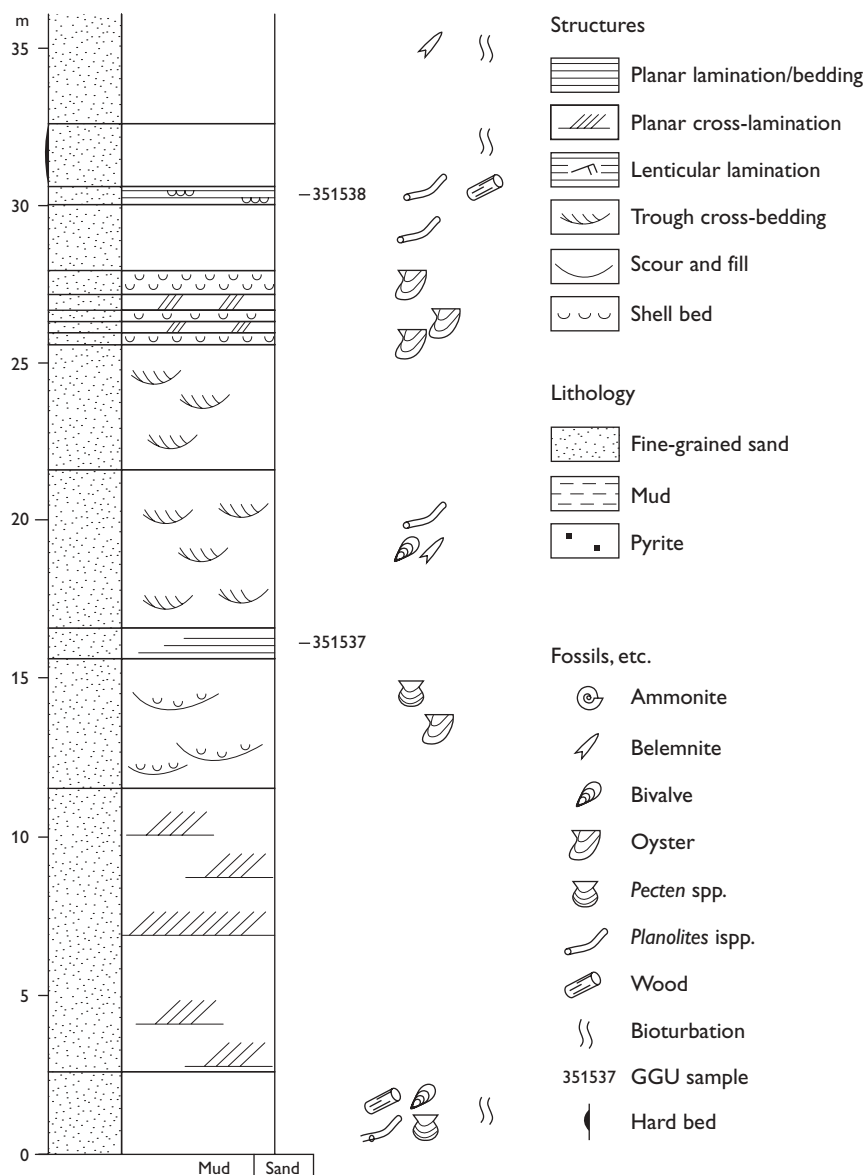 m
35
30
25
20
15
10
5
0
Mud
Sand
—351538
—351537
Structures
Planar lamination/bedding
Planar cross-lamination
Lenticular lamination
Trough cross-bedding
Scour and fill
Shell bed
Lithology
Fine-grained sand
Mud
Pyrite
Fossils, etc.
Ammonite
Belemnite
Bivalve
Oyster
Pecten spp.
Planolites ispp.
Wood
Bioturbation
351537 GGU sample
Hard bed